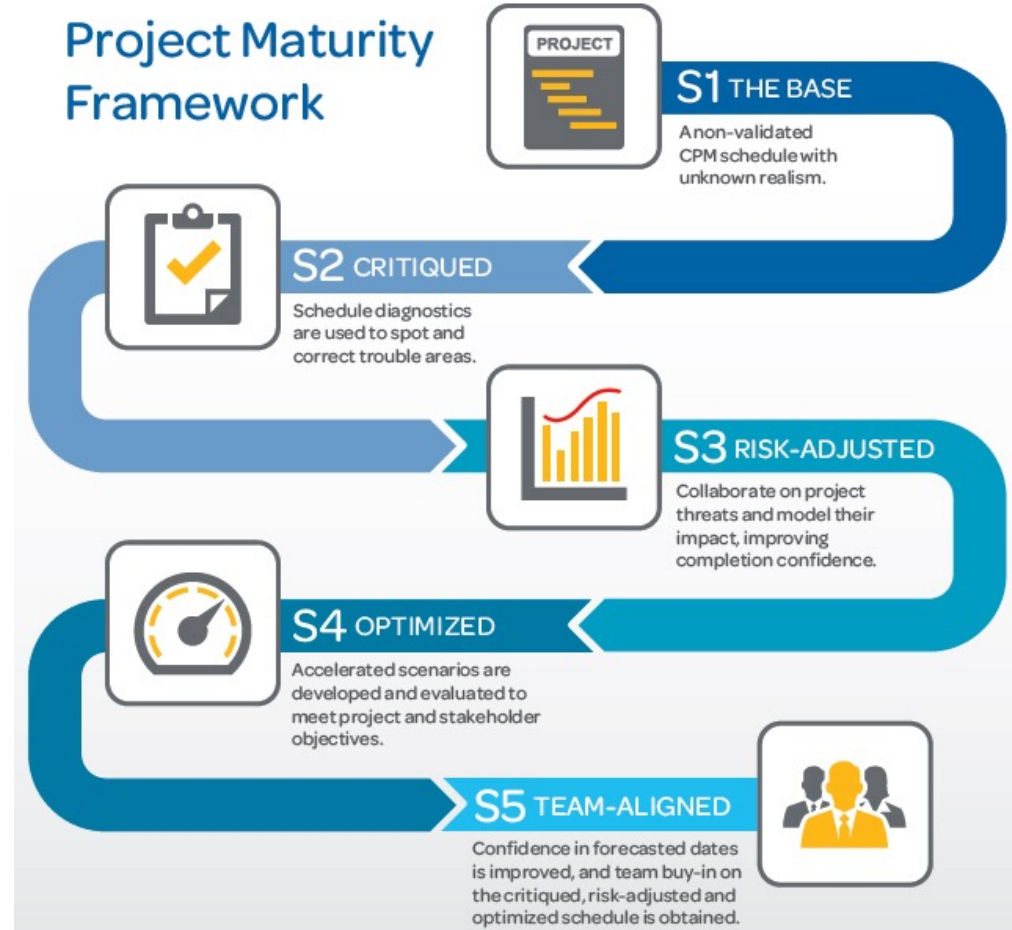 Project Maturity
Framework
PROJECT
S1 THE BASE
A non-validated
CPM schedule with
unknown realism.
S2 CRITIQUED
Schedule diagnostics
are used to spot and
correct trouble areas.
S3 RISK-ADJUSTED
Collaborate on project
threats and model their
impact, improving
completion confidence.
S4 OPTIMIZED
Accelerated scenarios are
developed and evaluated to
meet project and stakeholder
objectives.
S5 TEAM-ALIGNED
Confidence in forecasted dates
is improved, and team buy-in on
the critiqued, risk-adjusted and
optimized schedule is obtained.